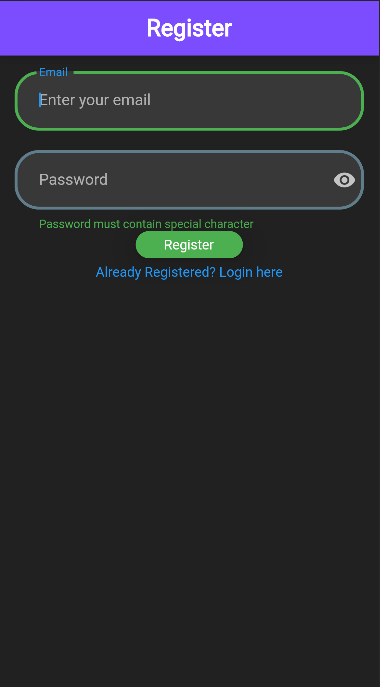 Register
Email
Enter your email
Password
Password must contain special character
Register
Already Registered? Login here